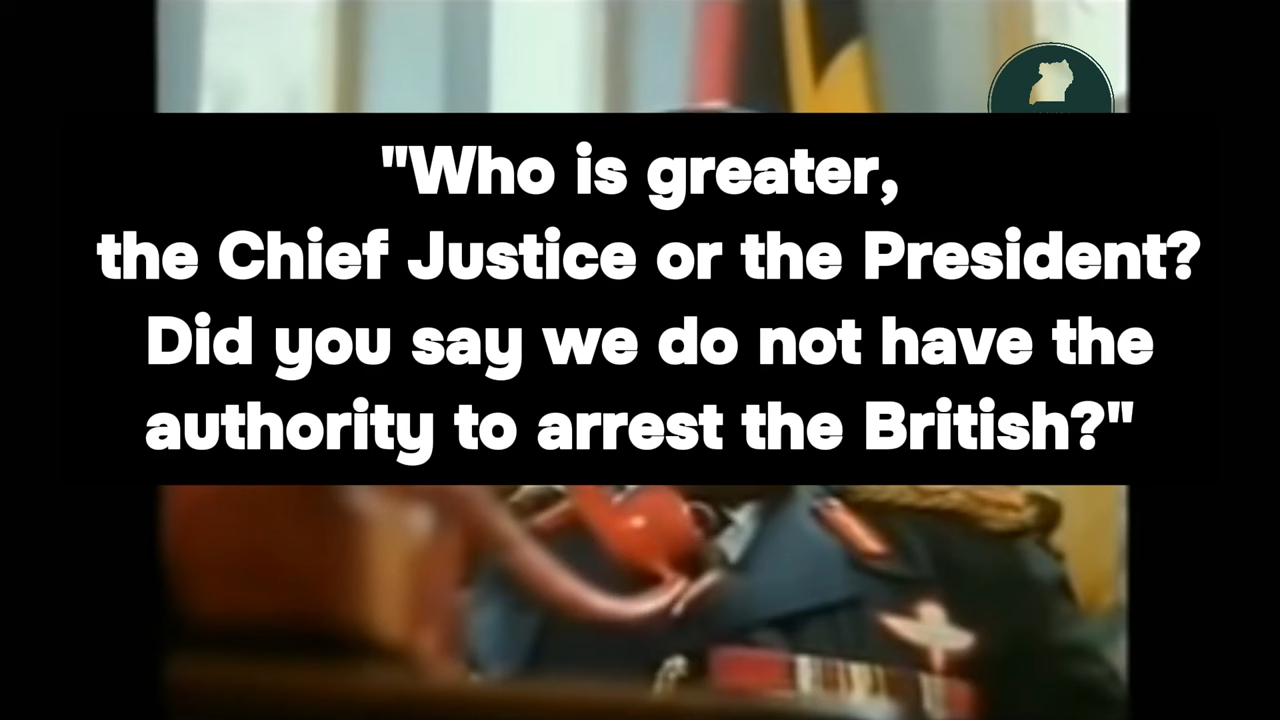 "Who is greater,
the Chief Justice or the President?
Did you say we do not have the
authority to arrest the British?"